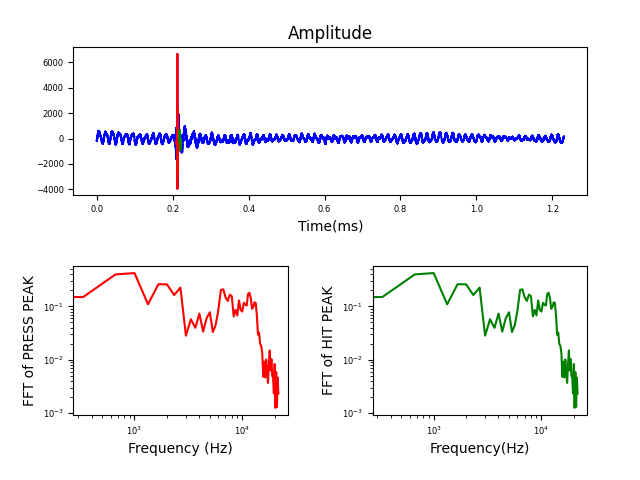 Amplitude
6000
4000
2000
0
−2000
−4000
0.0 0.2 0.4 0.6 0.8 1.0 1.2
Time(ms)
FFT of PRESS PEAK
10⁻¹
10⁻²
10⁻³
10³ 10⁴
Frequency (Hz)
FFT of HIT PEAK
10⁻¹
10⁻²
10⁻³
10³ 10⁴
Frequency(Hz)